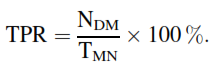 TPR = N_DM / T_MN × 100 %.